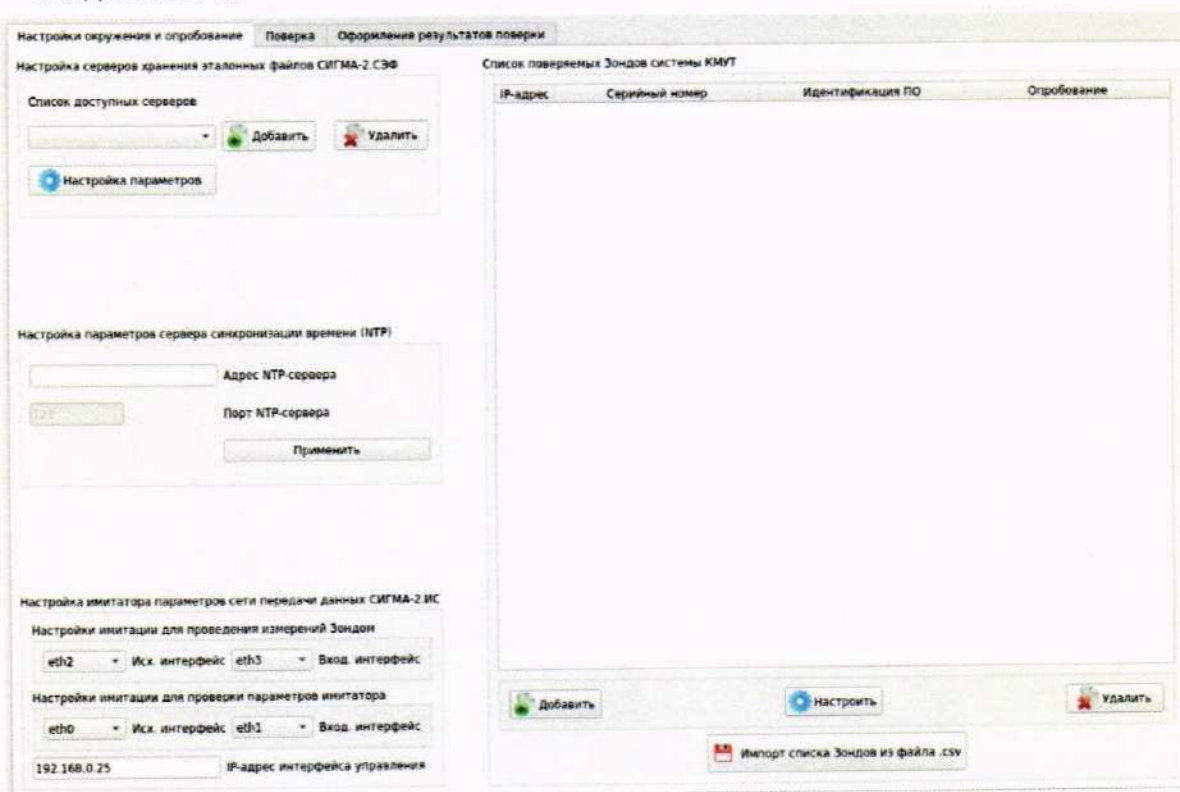 Настройки окружения и опробование Поверка Оформление результатов поверки
Настройка серверов хранения эталонных файлов СИГМА-2.СЭФ
Список доступных серверов
Добавить Удалить
Настройка параметров
Настройка параметров сервера синхронизации времени (NTP)
Адрес NTP-сервера
123 Порт NTP-сервера
Применить
Настройка имитатора параметров сети передачи данных СИГМА-2.ИС
Настройки имитации для проведения измерений Зондом
eth2 Исх. интерфейс eth3 Вход. интерфейс
Настройки имитации для проверки параметров имитатора
eth0 Исх. интерфейс eth1 Вход. интерфейс
192.168.0.25 IP-адрес интерфейса управления
Список поверяемых Зондов системы КМУТ
IP-адрес Серийный номер Идентификация ПО Опробование
Добавить Настроить Удалить
Импорт списка Зондов из файла .csv